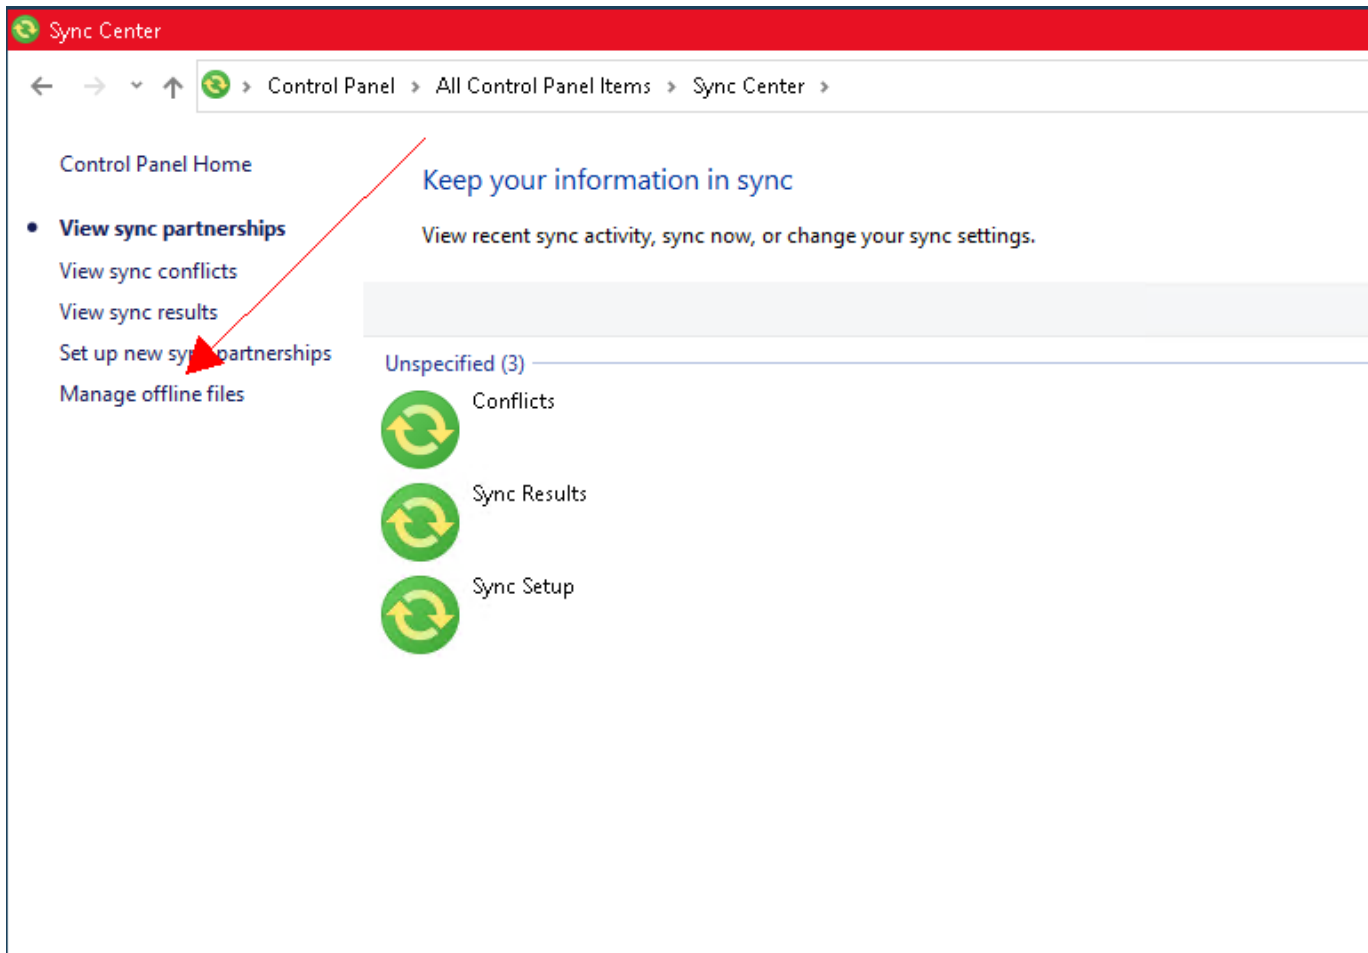 Sync Center
Control Panel > All Control Panel Items > Sync Center >
Control Panel Home
View sync partnerships
View sync conflicts
View sync results
Set up new sync partnerships
Manage offline files
Keep your information in sync
View recent sync activity, sync now, or change your sync settings.
Unspecified (3)
Conflicts
Sync Results
Sync Setup